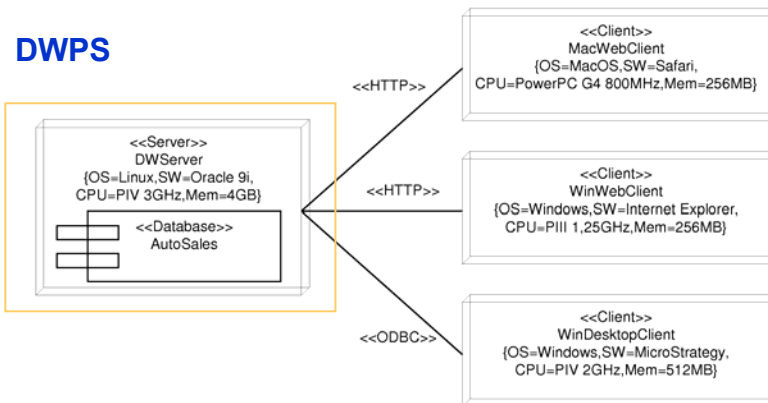 DWPS
<<Client>>
MacWebClient
{OS=MacOS,SW=Safari,
CPU=PowerPC G4 800MHz,Mem=256MB}
<<HTTP>>
<<Server>>
DWServer
{OS=Linux,SW=Oracle 9i,
CPU=PIV 3GHz,Mem=4GB}
<<Database>>
AutoSales
<<HTTP>>
<<Client>>
WinWebClient
{OS=Windows,SW=Internet Explorer,
CPU=PIII 1,25GHz,Mem=256MB}
<<ODBC>>
<<Client>>
WinDesktopClient
{OS=Windows,SW=MicroStrategy,
CPU=PIV 2GHz,Mem=512MB}